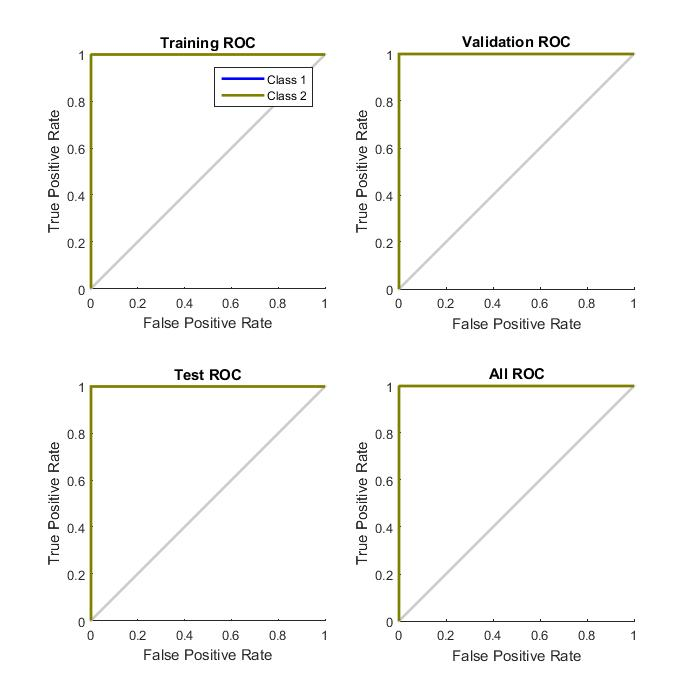 Training ROC
1
0.8
0.6
0.4
0.2
0
True Positive Rate
Class 1
Class 2
0 0.2 0.4 0.6 0.8 1
False Positive Rate
Validation ROC
1
0.8
0.6
0.4
0.2
0
True Positive Rate
0 0.2 0.4 0.6 0.8 1
False Positive Rate
Test ROC
1
0.8
0.6
0.4
0.2
0
True Positive Rate
0 0.2 0.4 0.6 0.8 1
False Positive Rate
All ROC
1
0.8
0.6
0.4
0.2
0
True Positive Rate
0 0.2 0.4 0.6 0.8 1
False Positive Rate